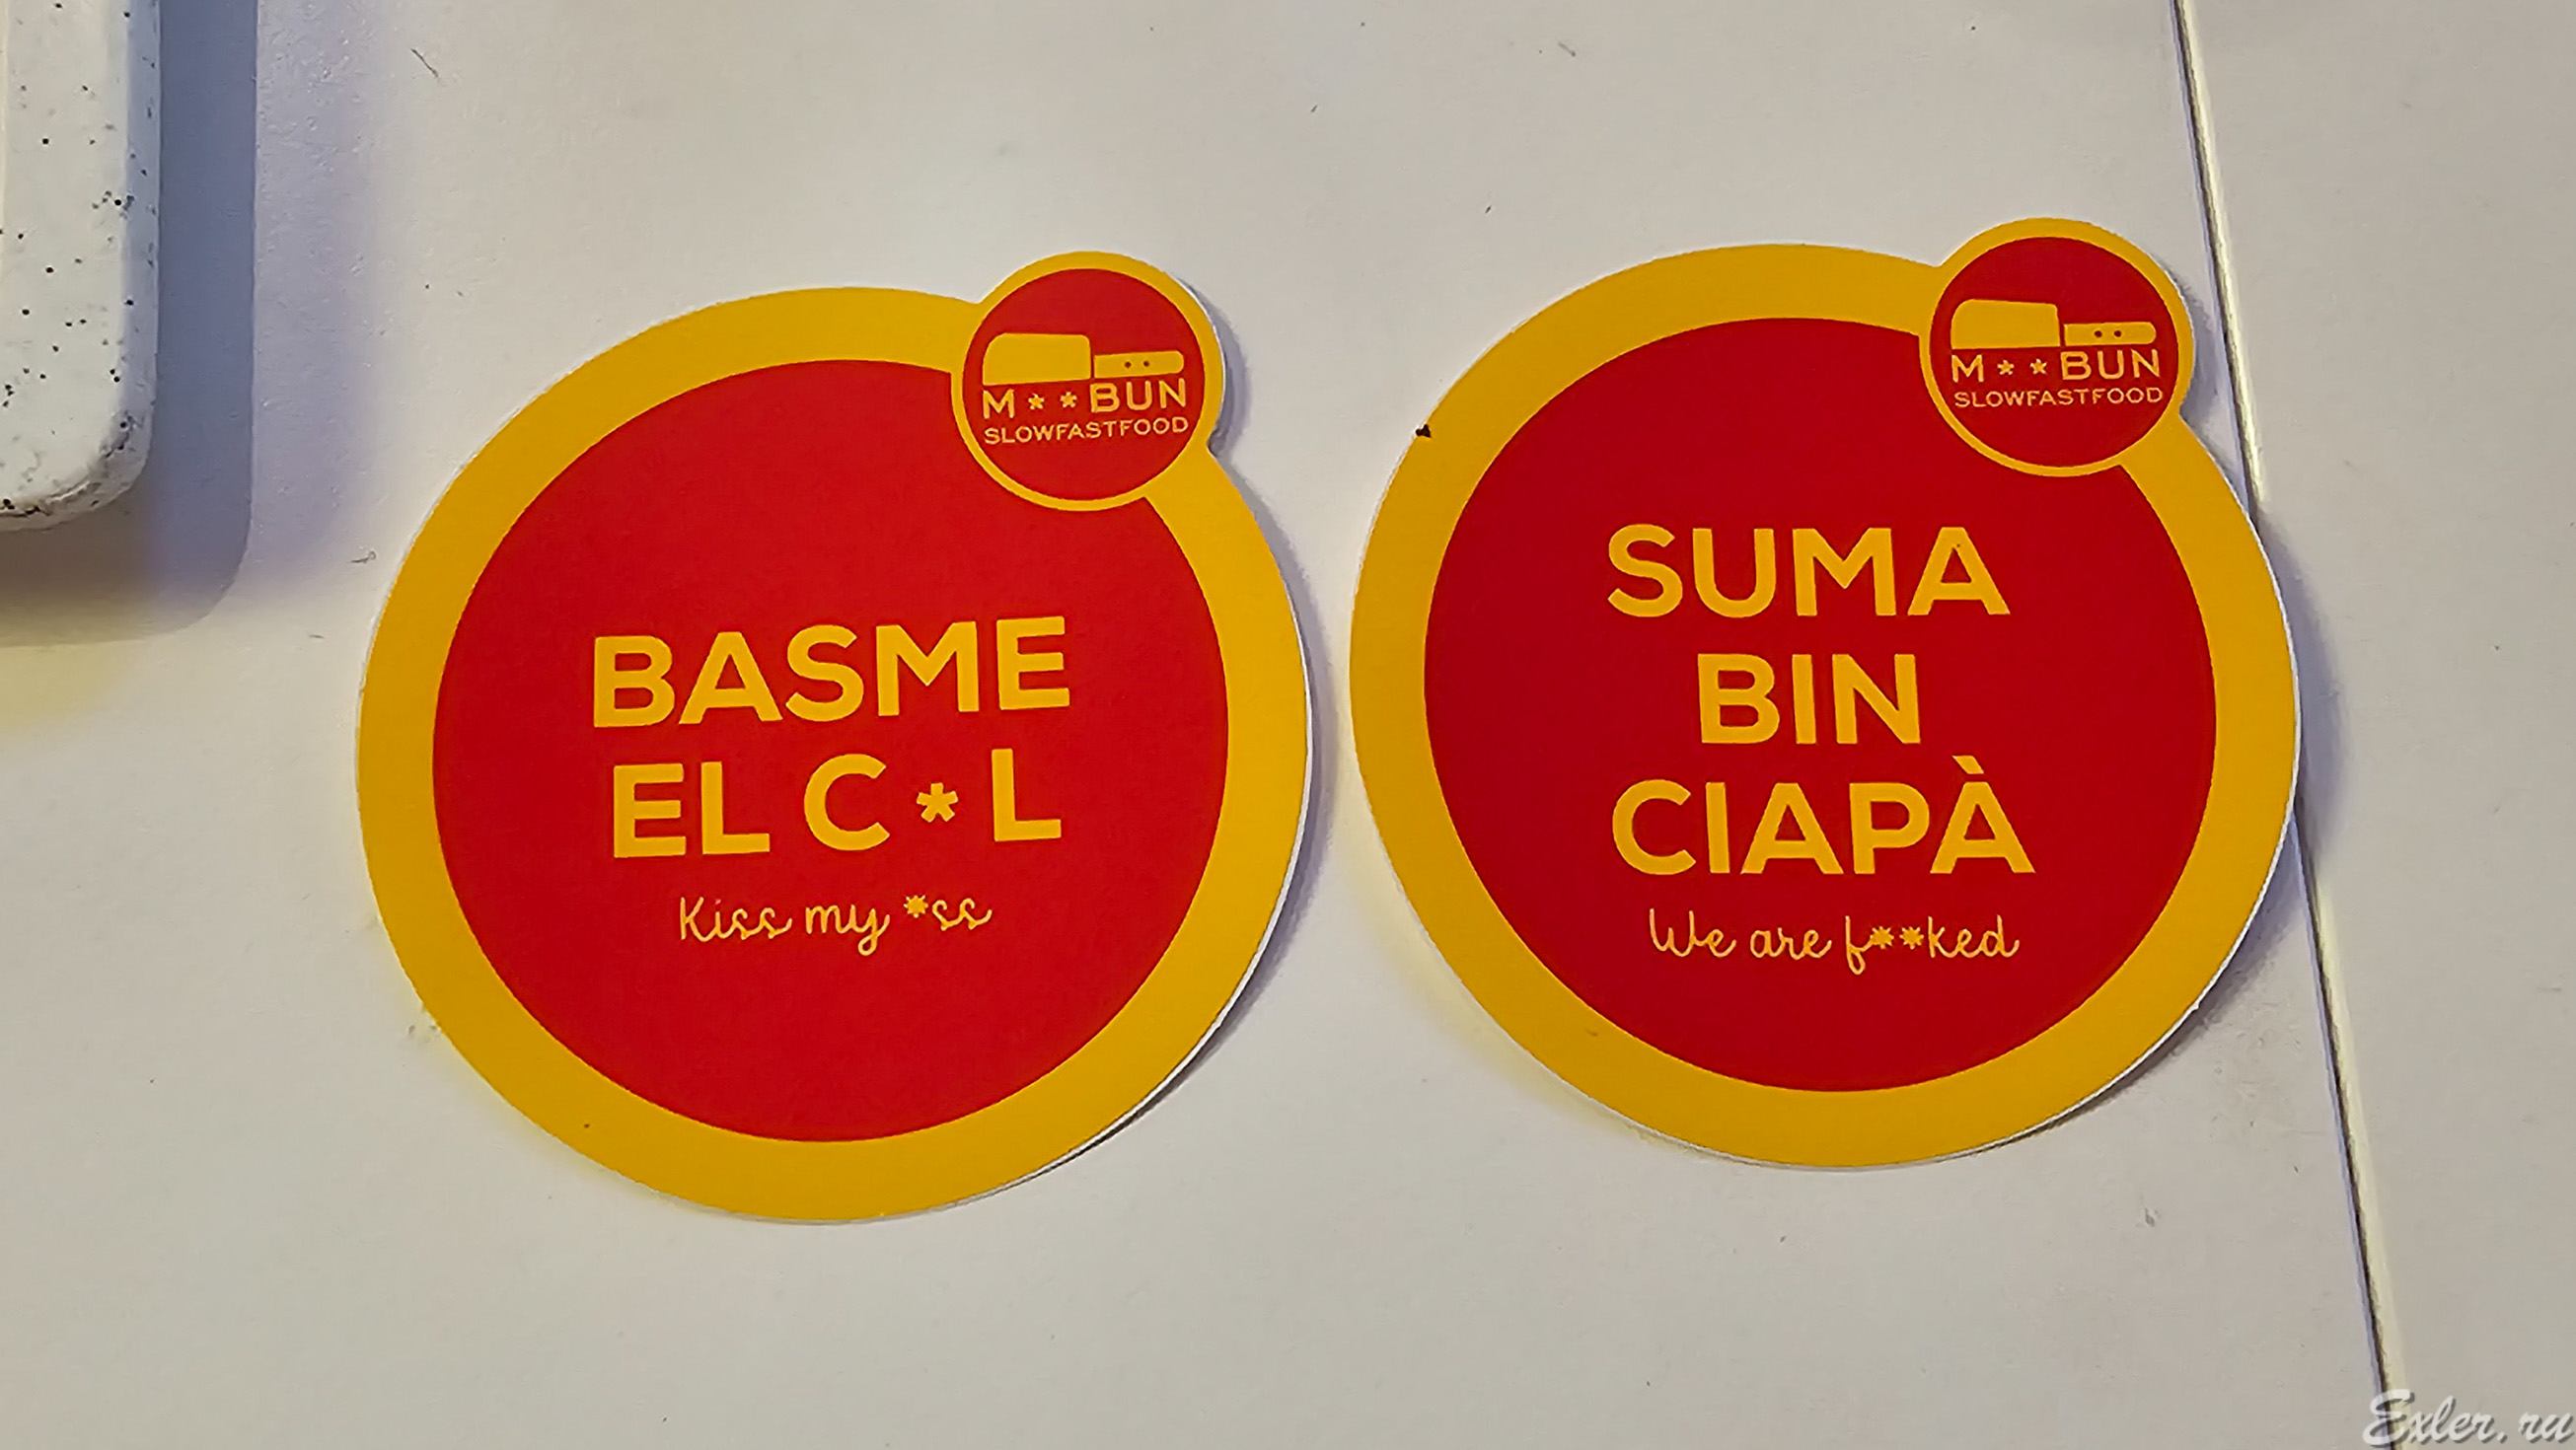 M**BUN
SLOWFASTFOOD
BASME
EL C*L
Kiss my *ss
M**BUN
SLOWFASTFOOD
SUMA
BIN
CIAPÀ
We are f**ked
Exler.ru